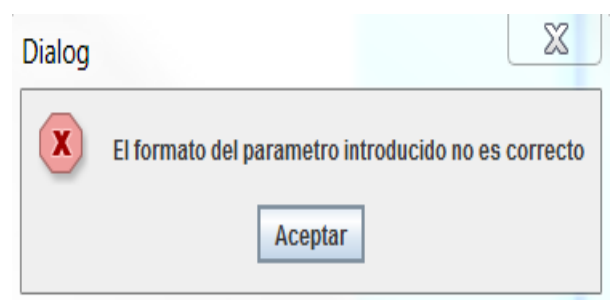 Dialog
El formato del parametro introducido no es correcto
Aceptar